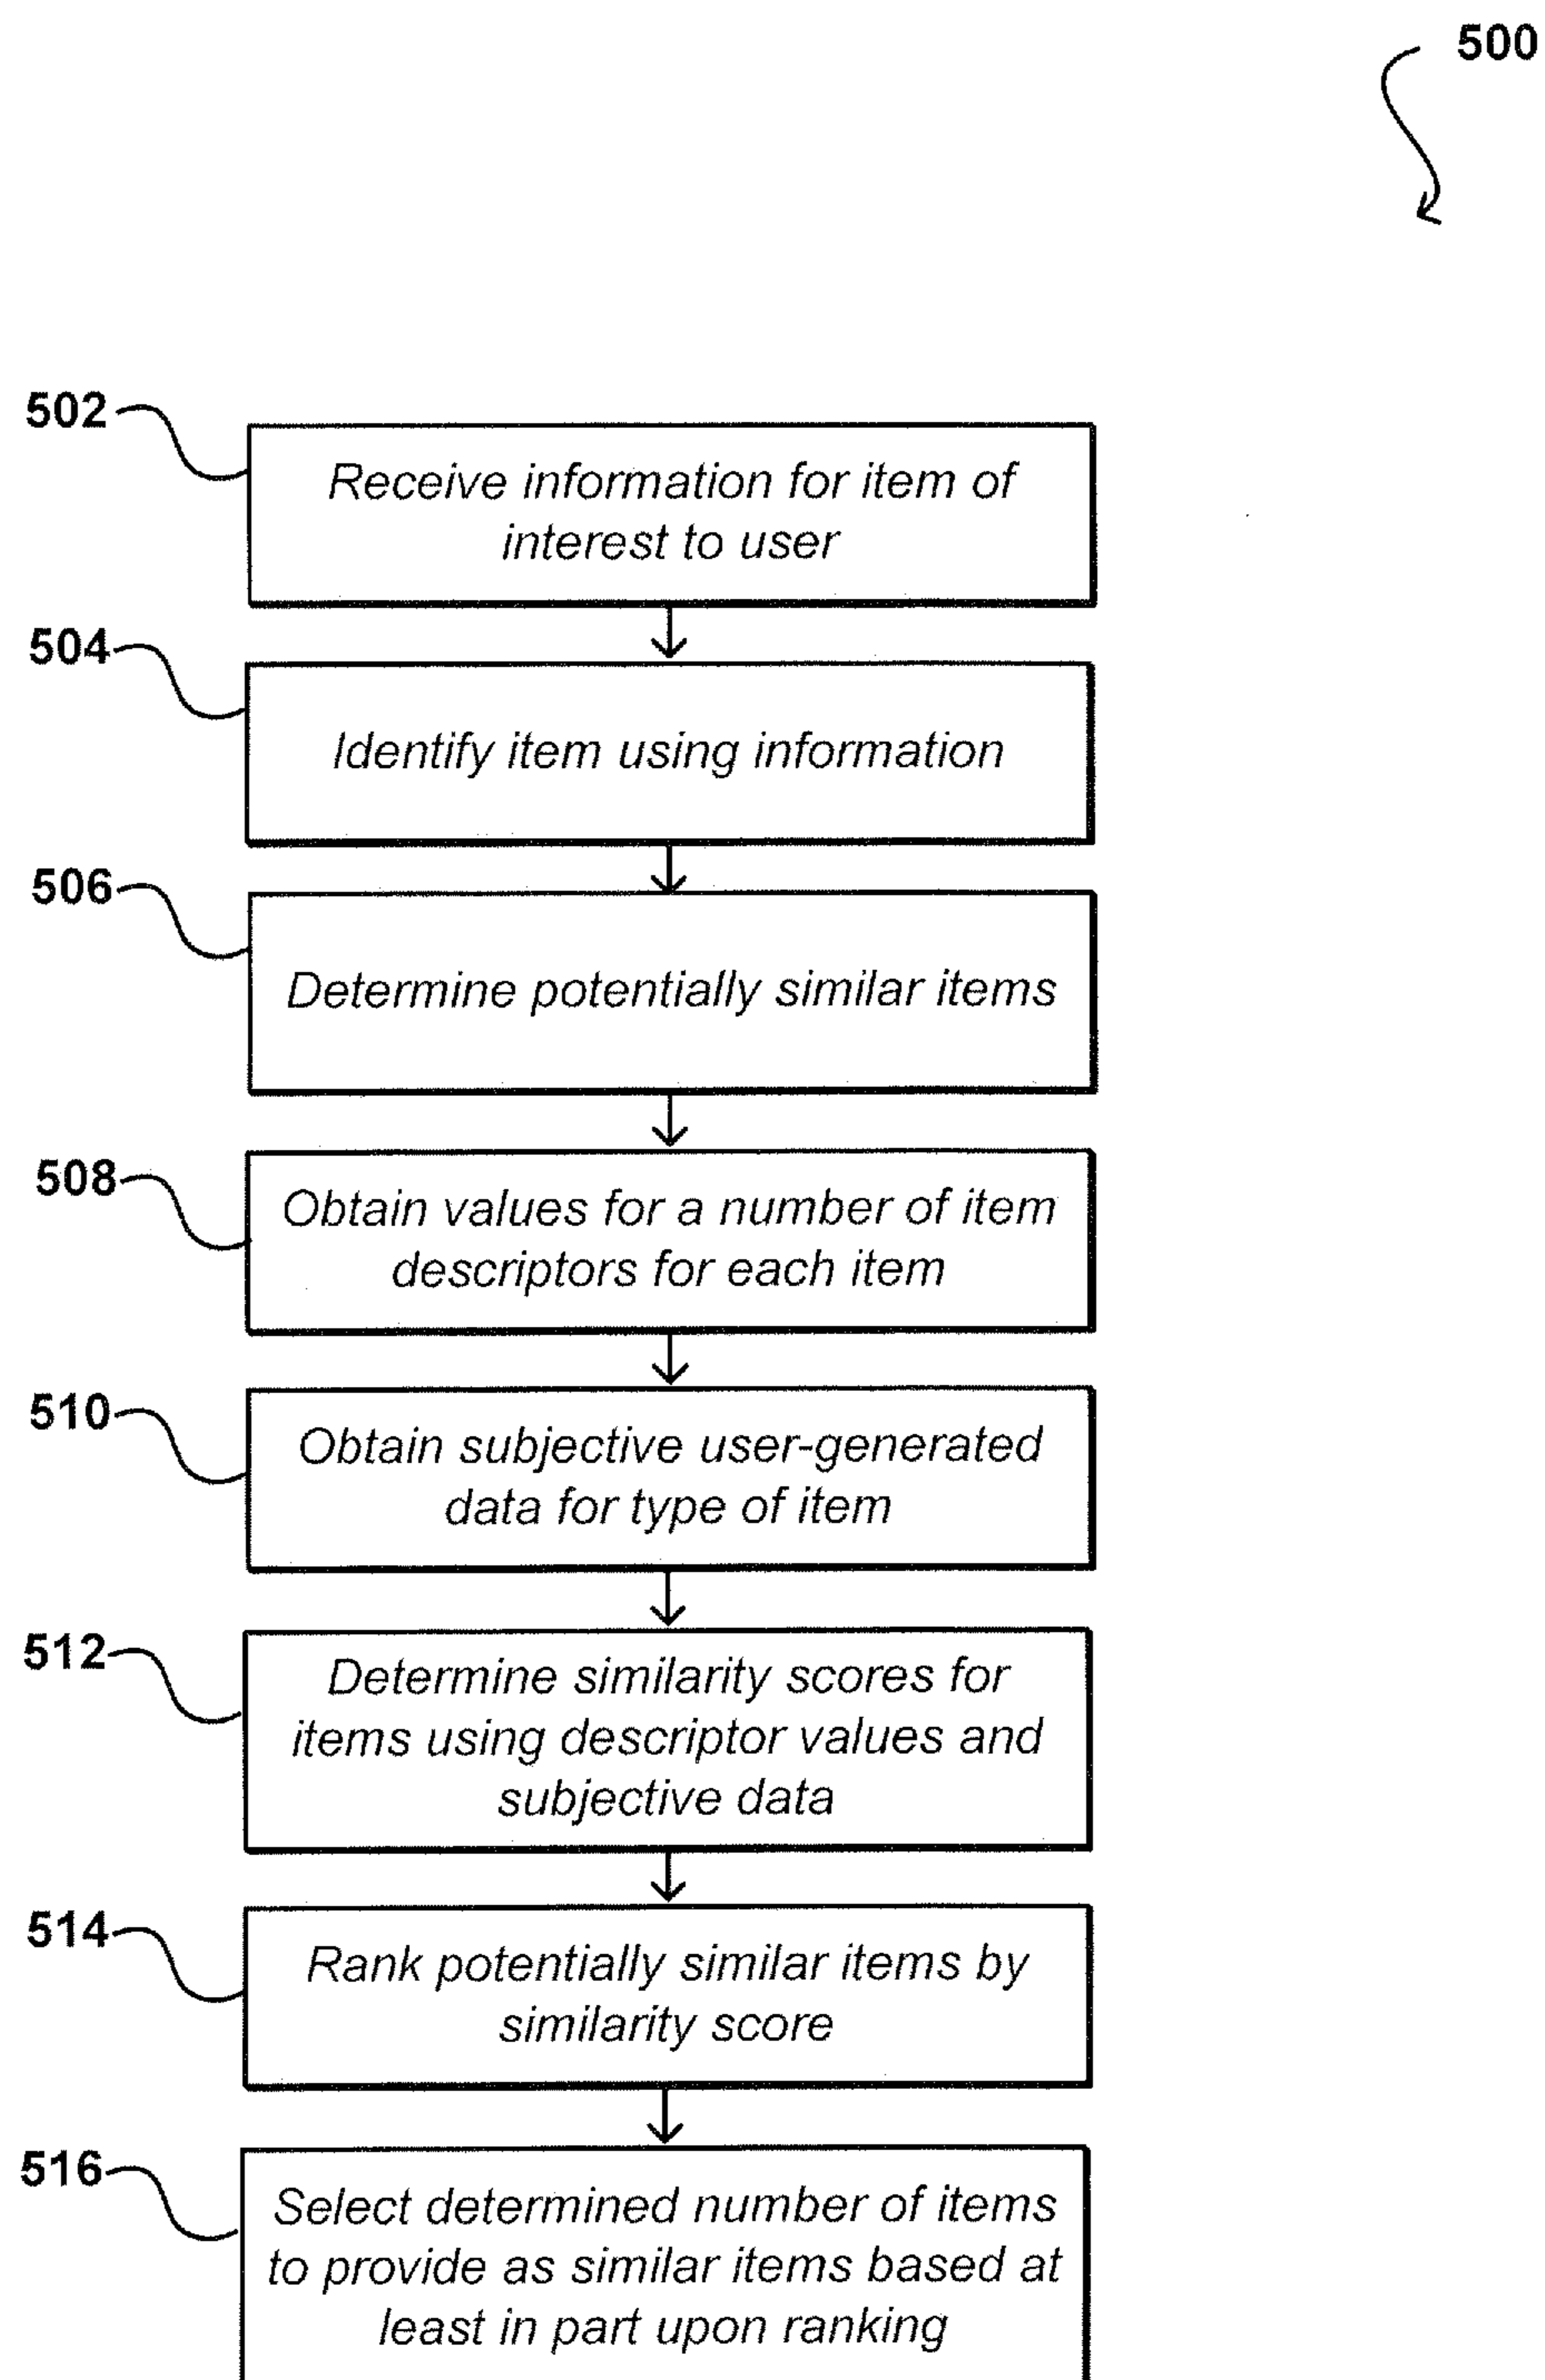 500
502
Receive information for item of
interest to user
504
Identify item using information
506
Determine potentially similar items
508
Obtain values for a number of item
descriptors for each item
510
Obtain subjective user-generated
data for type of item
512
Determine similarity scores for
items using descriptor values and
subjective data
514
Rank potentially similar items by
similarity score
516
Select determined number of items
to provide as similar items based at
least in part upon ranking